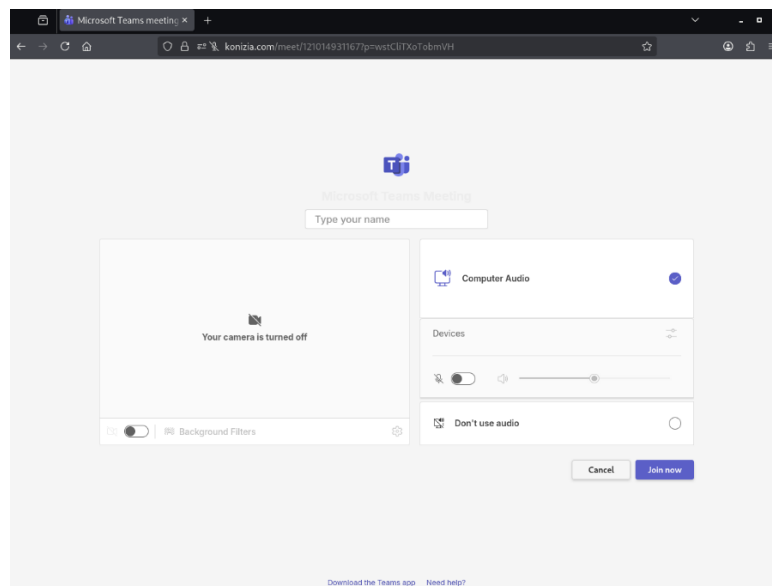 Microsoft Teams meeting
konizia.com/meet/121014931167?p=wstCliTXoTobmVH
Microsoft Teams Meeting
Type your name
Computer Audio
Your camera is turned off
Devices
Background Filters
Don't use audio
Cancel
Join now
Download the Teams app
Need help?